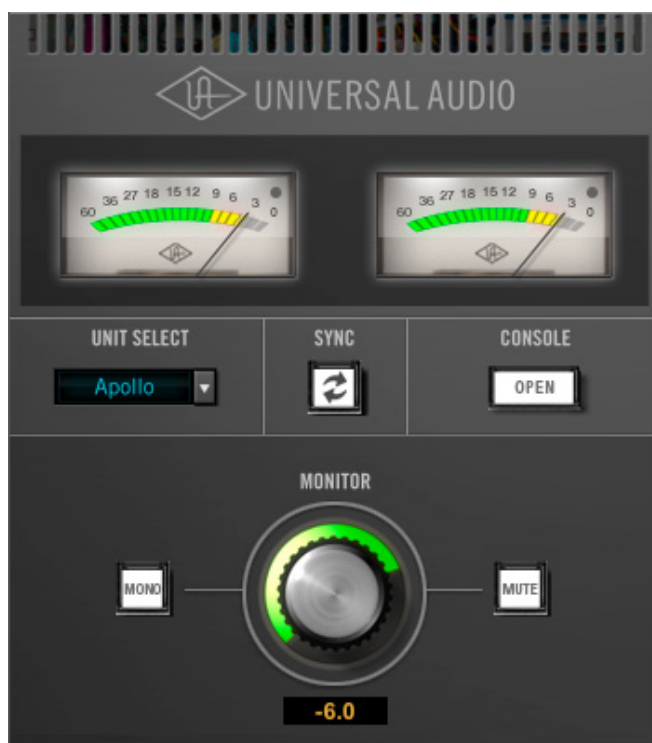 UA UNIVERSAL AUDIO
60 36 27 18 15 12 9 6 3 0
60 36 27 18 15 12 9 6 3 0
UNIT SELECT
SYNC
CONSOLE
Apollo
OPEN
MONITOR
MONO
MUTE
-6.0